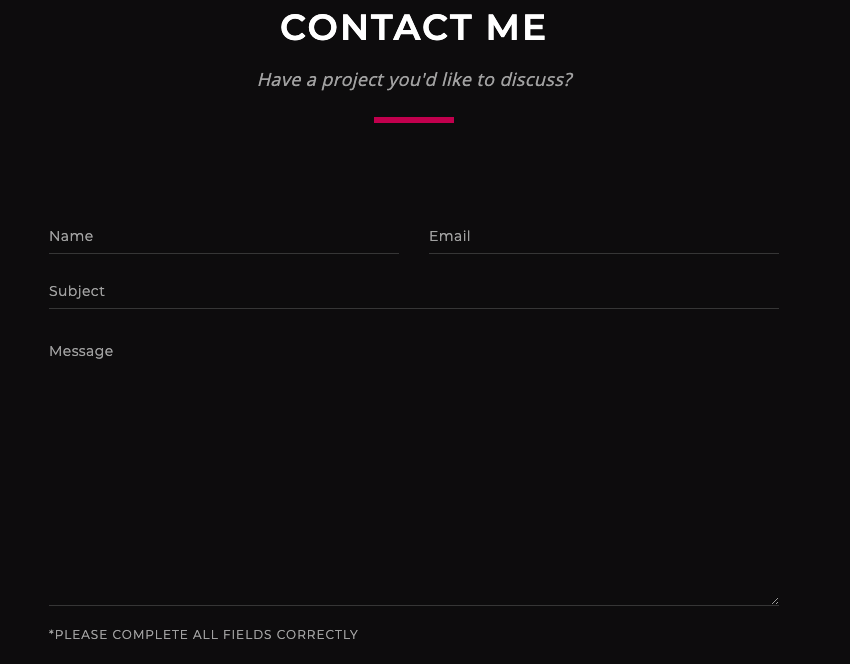 CONTACT ME
Have a project you'd like to discuss?
Name Email
Subject
Message
*PLEASE COMPLETE ALL FIELDS CORRECTLY